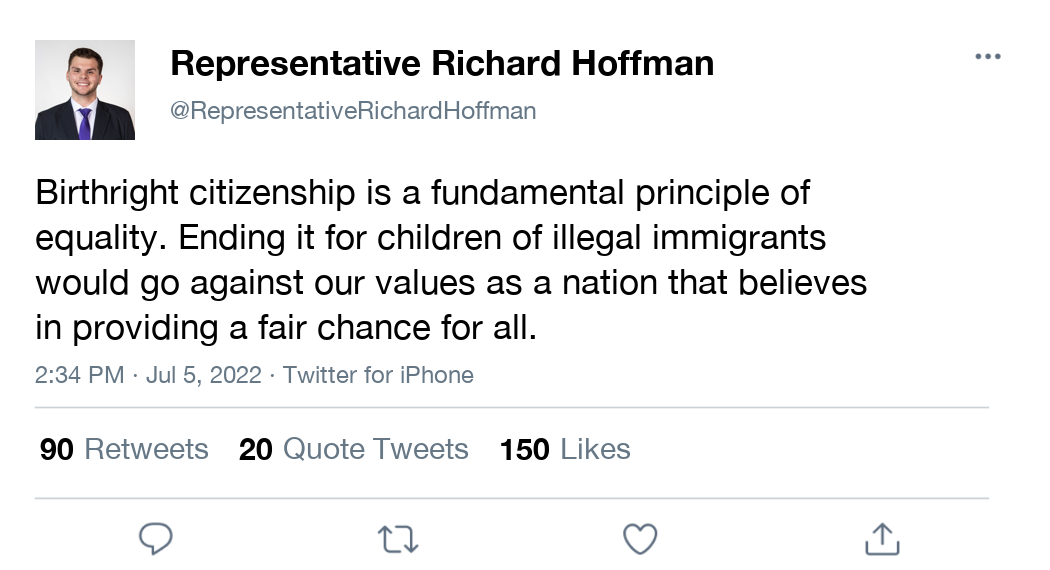 Representative Richard Hoffman
@RepresentativeRichardHoffman
Birthright citizenship is a fundamental principle of
equality. Ending it for children of illegal immigrants
would go against our values as a nation that believes
in providing a fair chance for all.
2:34 PM · Jul 5, 2022 · Twitter for iPhone
90 Retweets 20 Quote Tweets 150 Likes